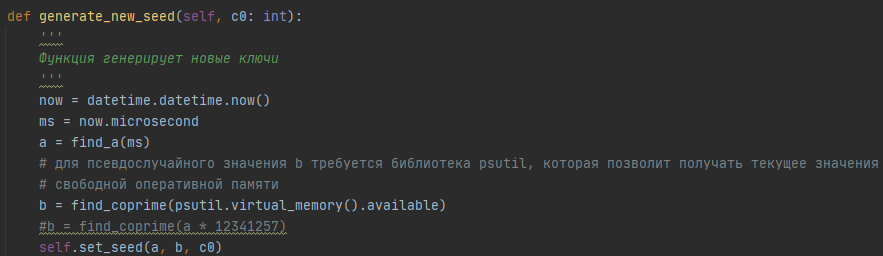 def generate_new_seed(self, c0: int):
'''
Функция генерирует новые ключи
'''
now = datetime.datetime.now()
ms = now.microsecond
a = find_a(ms)
# для псевдослучайного значения b требуется библиотека psutil, которая позволит получать текущее значения
# свободной оперативной памяти
b = find_coprime(psutil.virtual_memory().available)
#b = find_coprime(a * 12341257)
self.set_seed(a, b, c0)